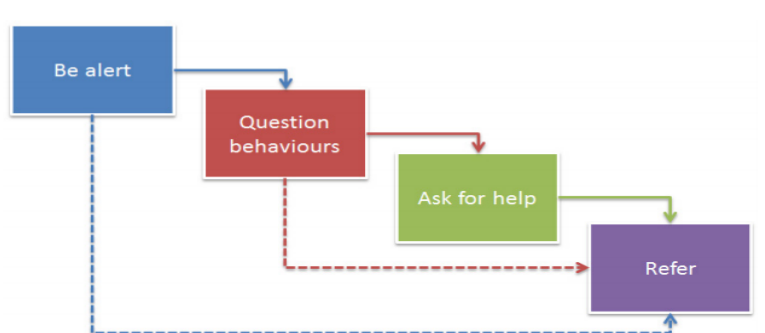 Be alert
Question
behaviours
Ask for help
Refer